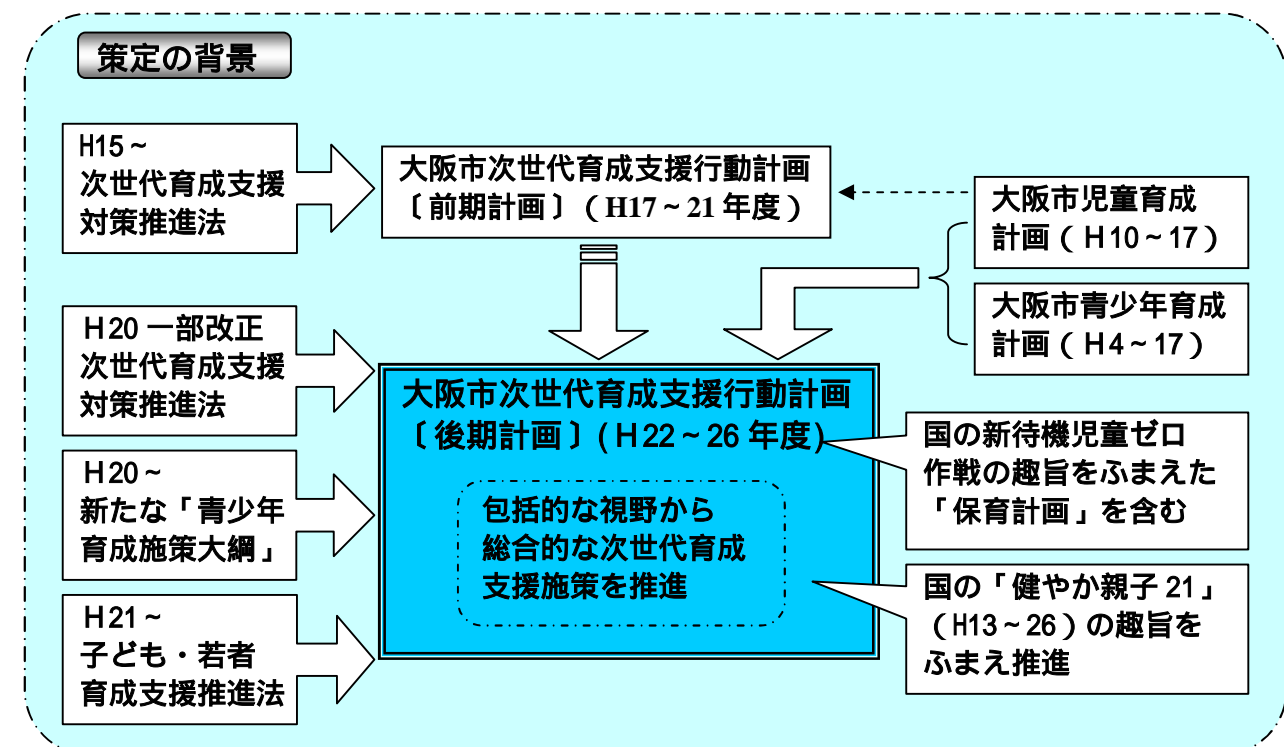 策定の背景
H15～
次世代育成支援
対策推進法
大阪市次世代育成支援行動計画
〔前期計画〕（H17～21年度）
大阪市児童育成
計画（H10～17）
大阪市青少年育成
計画（H4～17）
H20一部改正
次世代育成支援
対策推進法
H20～
新たな「青少年
育成施策大綱」
H21～
子ども・若者
育成支援推進法
大阪市次世代育成支援行動計画
〔後期計画〕(H22～26年度)
包括的な視野から
総合的な次世代育成
支援施策を推進
国の新待機児童ゼロ
作戦の趣旨をふまえた
「保育計画」を含む
国の「健やか親子21」
（H13～26）の趣旨を
ふまえ推進